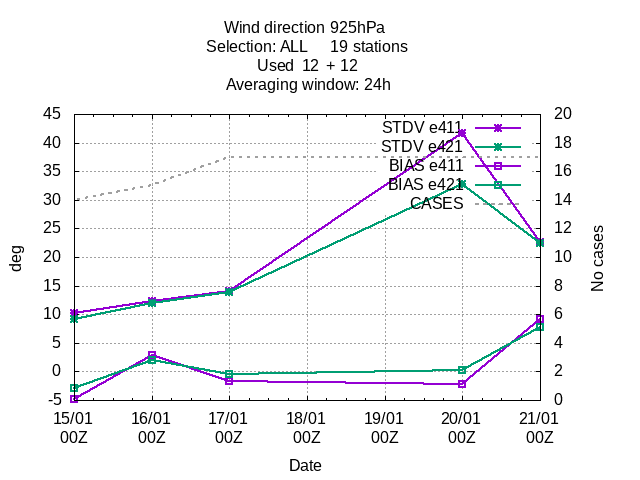 Wind direction 925hPa
Selection: ALL     19 stations
Used  12  + 12
Averaging window: 24h
45
40
35
30
25
20
15
10
5
0
-5
deg
STDV e411
STDV e421
BIAS e411
BIAS e421
CASES
20
18
16
14
12
10
8
6
4
2
0
No cases
15/01 16/01 17/01 18/01 19/01 20/01 21/01
00Z 00Z 00Z 00Z 00Z 00Z 00Z
Date